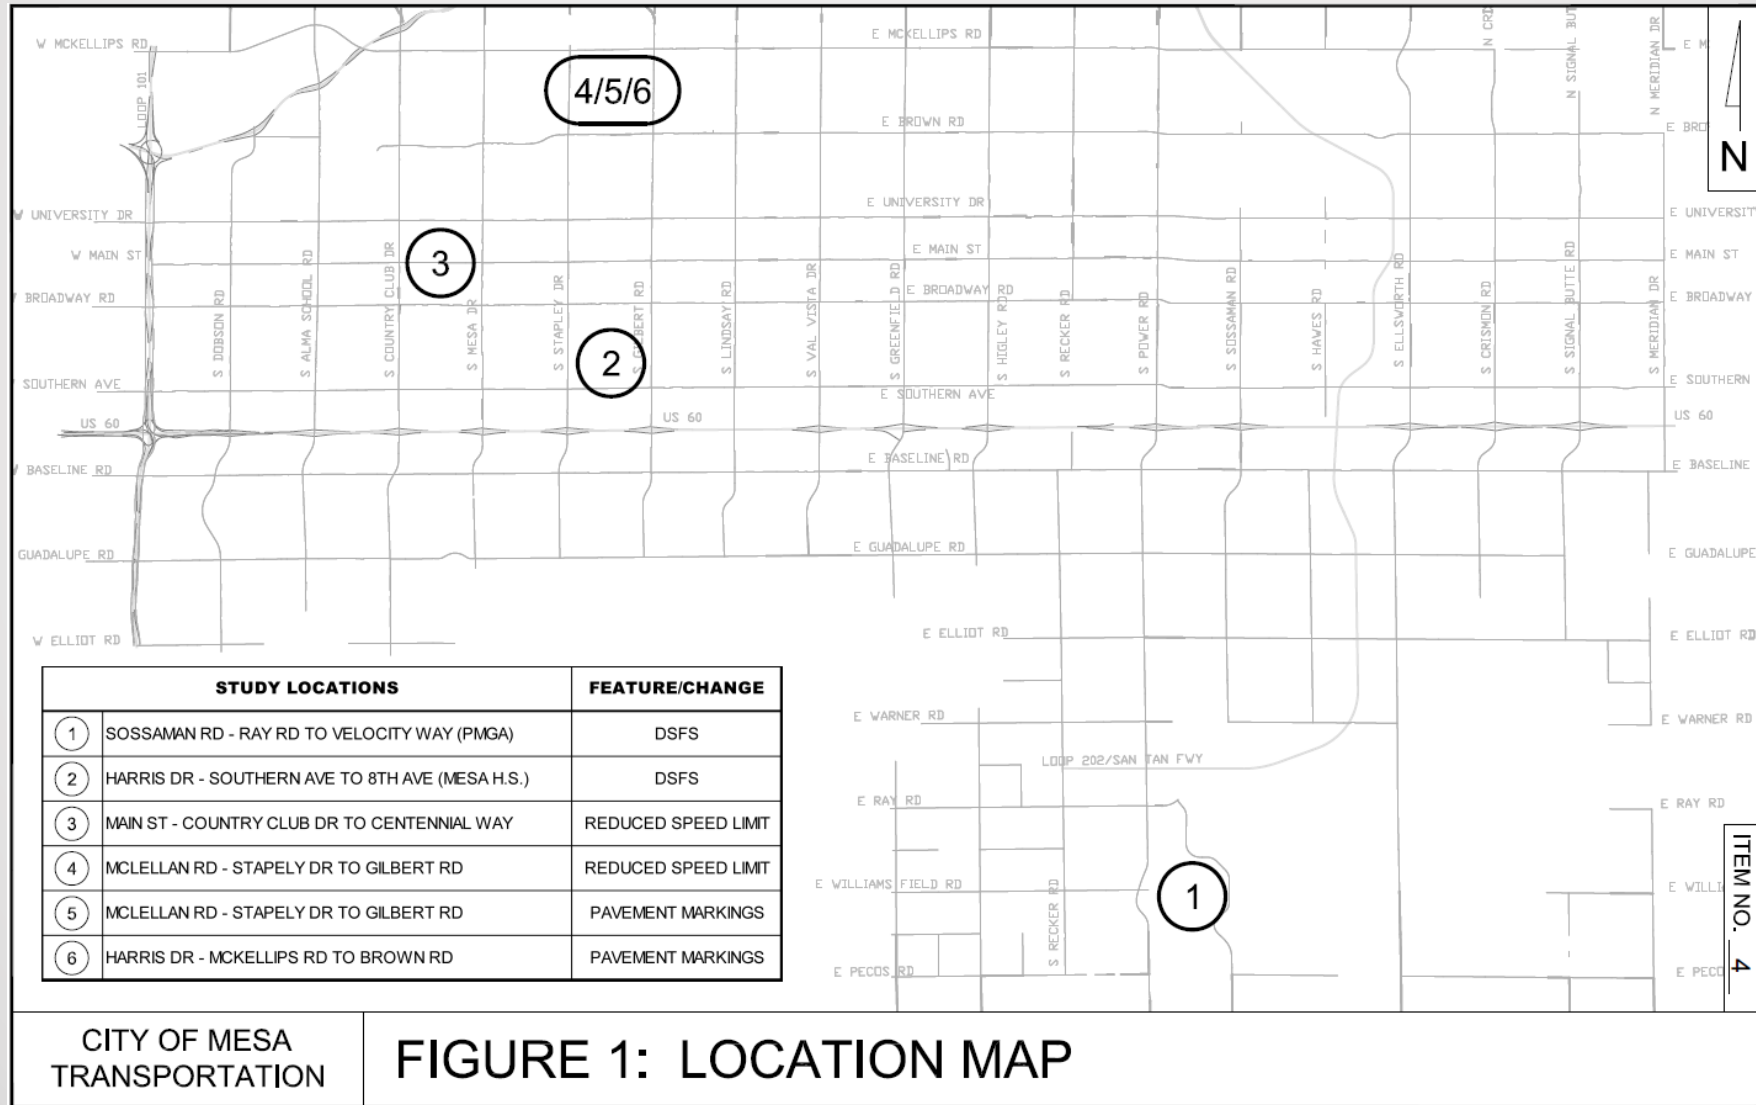 W MCKELLIPS RD
E MCKELLIPS RD
E M
N CRI
N SIGNAL BUT
N MERIDIAN DR
LOOP 101
4/5/6
E BROWN RD
E BRO
N
W UNIVERSITY DR
E UNIVERSITY DR
E UNIVERSIT
W MAIN ST
3
E MAIN ST
E MAIN ST
BROADWAY RD
E BROADWAY RD
E BROADWAY
S DOBSON RD
S ALMA SCHOOL RD
S COUNTRY CLUB DR
S MESA DR
S STAPLEY DR
S GILBERT RD
S LINDSAY RD
S VAL VISTA DR
S GREENFIELD RD
S HIGLEY RD
S RECKER RD
S POWER RD
S SOSSAMAN RD
S HAWES RD
S ELLSWORTH RD
S CRISMON RD
S SIGNAL BUTTE RD
S MERIDIAN DR
2
SOUTHERN AVE
E SOUTHERN AVE
E SOUTHERN
US 60
US 60
US 60
BASELINE RD
E BASELINE RD
E BASELINE
GUADALUPE RD
E GUADALUPE RD
E GUADALUPE
W ELLIOT RD
E ELLIOT RD
E ELLIOT RD
E WARNER RD
E WARNER RD
LOOP 202/SAN TAN FWY
E RAY RD
E RAY RD
E WILLIAMS FIELD RD
E WILLI
S RECKER RD
1
E PECOS RD
E PECO
ITEM NO. 4
STUDY LOCATIONS FEATURE/CHANGE
1 SOSSAMAN RD - RAY RD TO VELOCITY WAY (PMGA) DSFS
2 HARRIS DR - SOUTHERN AVE TO 8TH AVE (MESA H.S.) DSFS
3 MAIN ST - COUNTRY CLUB DR TO CENTENNIAL WAY REDUCED SPEED LIMIT
4 MCLELLAN RD - STAPELY DR TO GILBERT RD REDUCED SPEED LIMIT
5 MCLELLAN RD - STAPELY DR TO GILBERT RD PAVEMENT MARKINGS
6 HARRIS DR - MCKELLIPS RD TO BROWN RD PAVEMENT MARKINGS
CITY OF MESA
TRANSPORTATION
FIGURE 1: LOCATION MAP